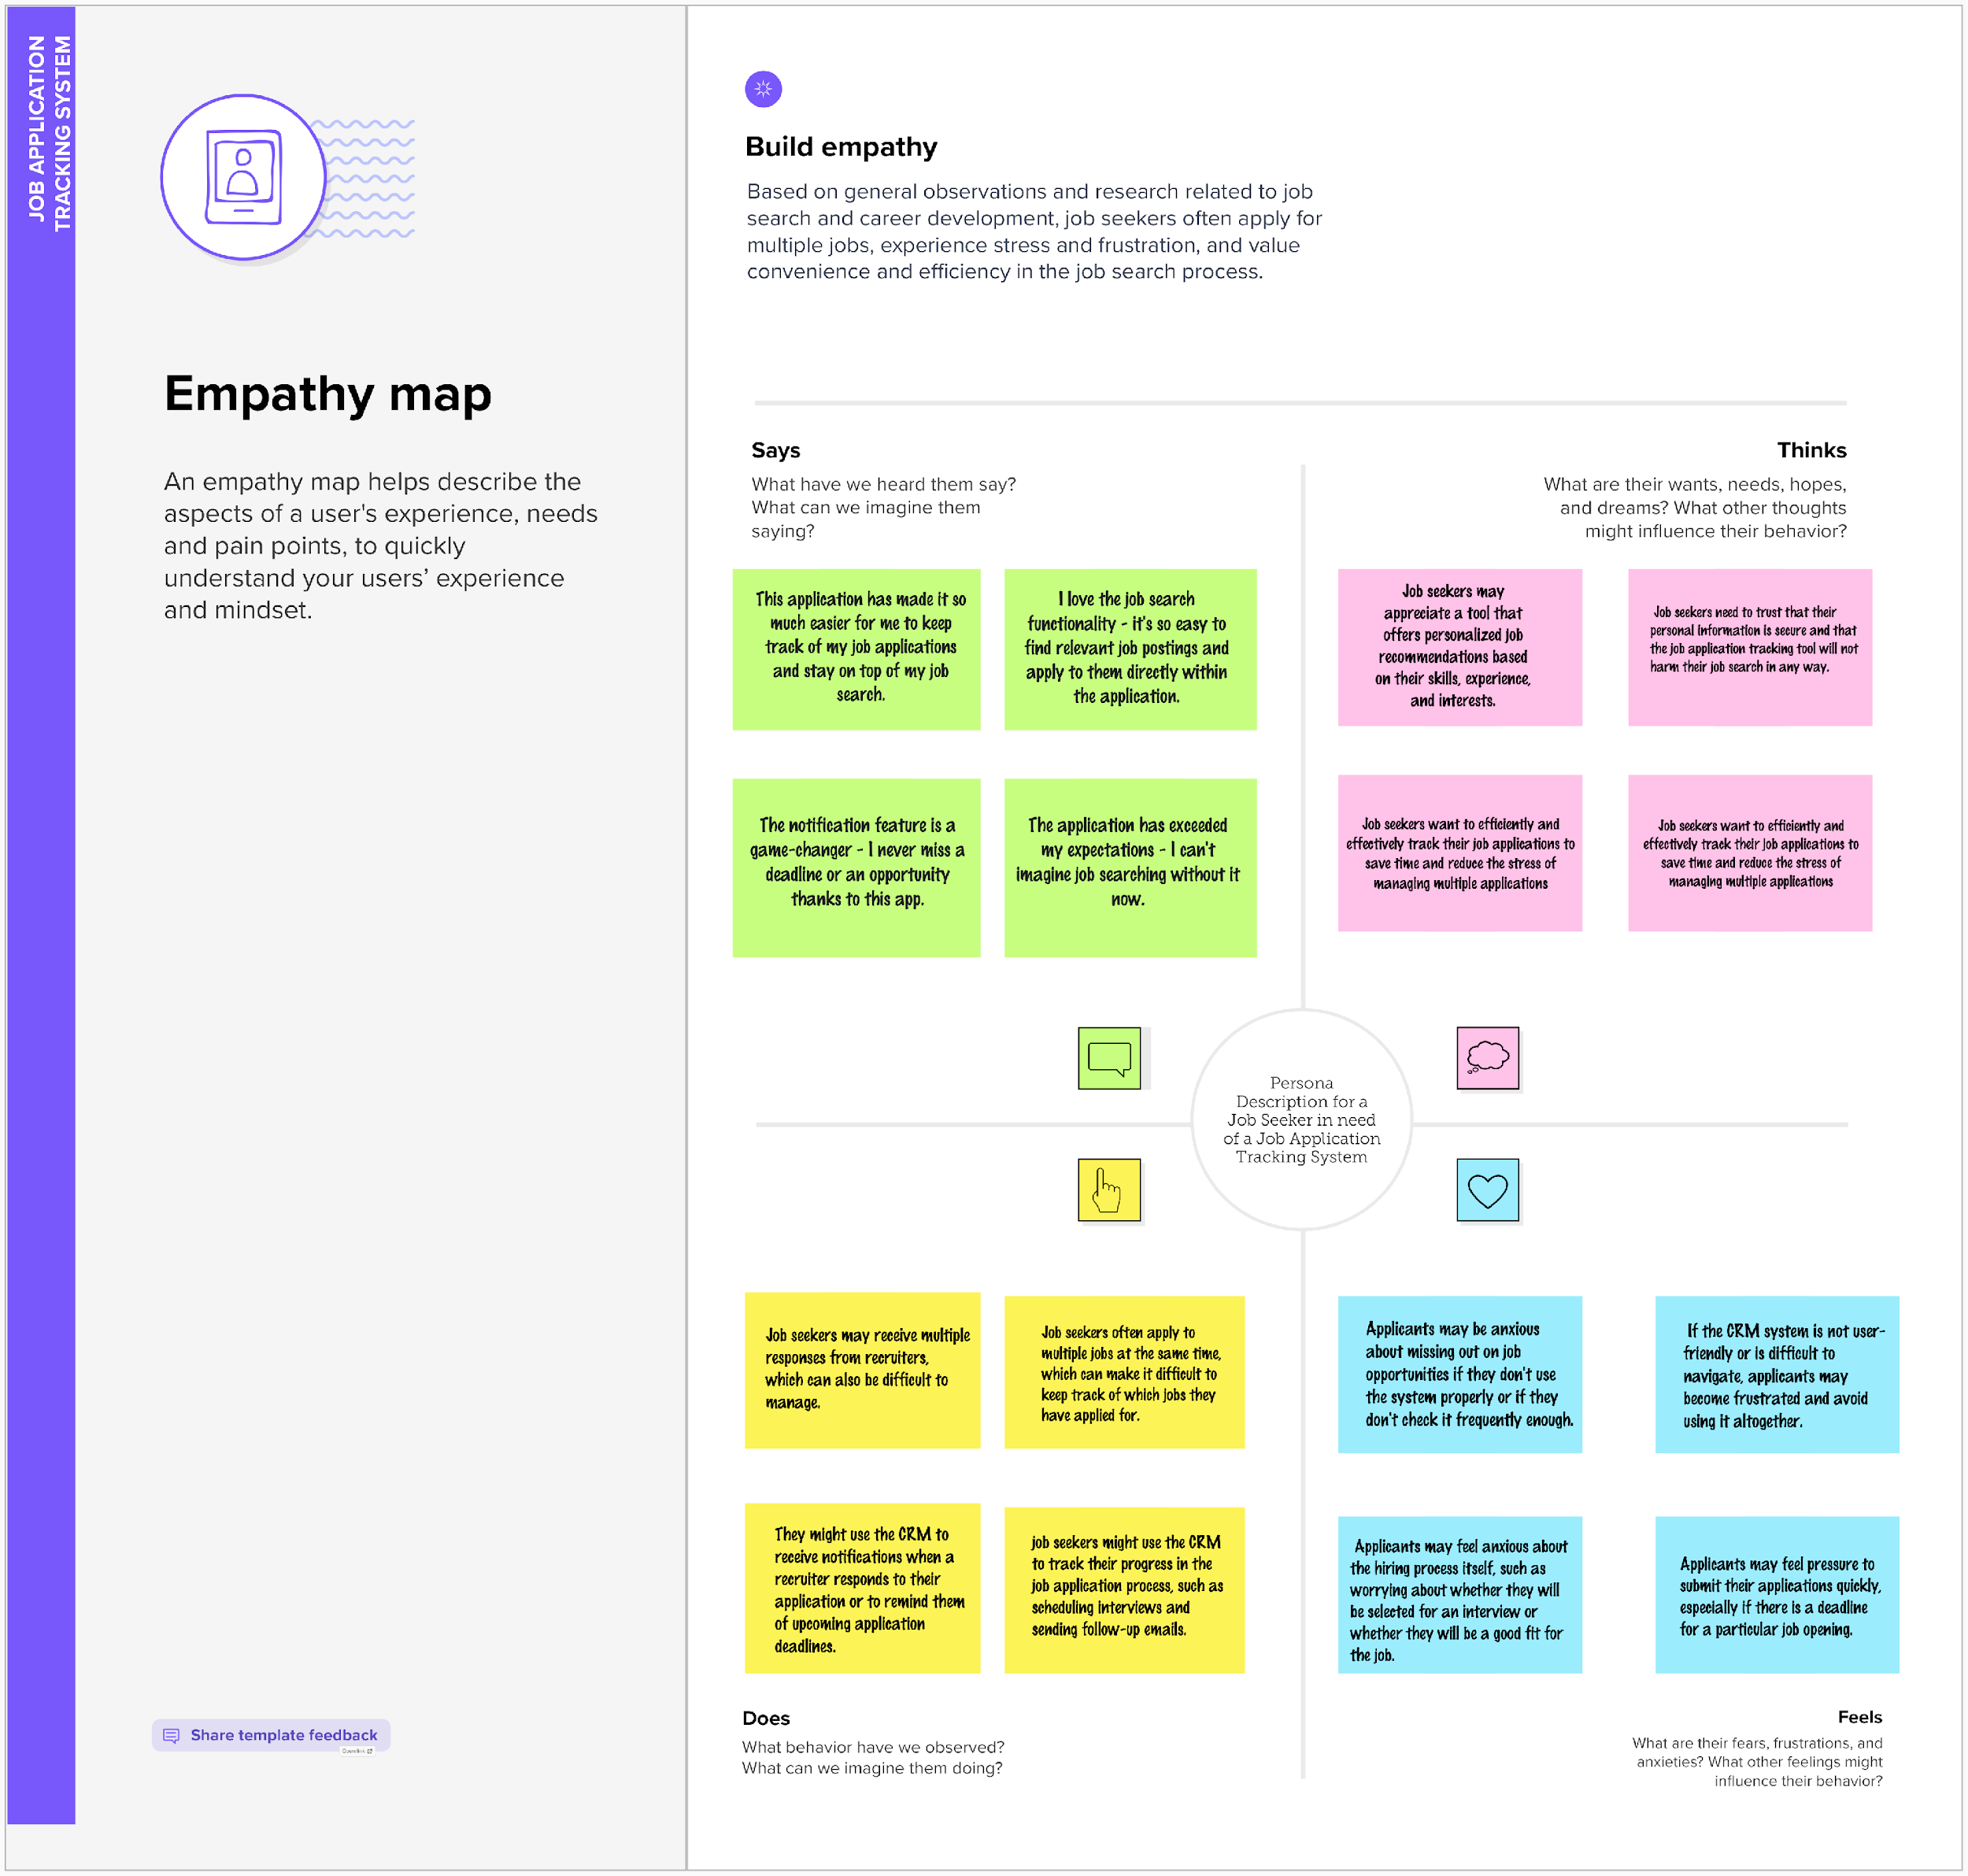 JOB APPLICATION
TRACKING SYSTEM
Empathy map
An empathy map helps describe the
aspects of a user's experience, needs
and pain points, to quickly
understand your users’ experience
and mindset.
Share template feedback
Build empathy
Based on general observations and research related to job
search and career development, job seekers often apply for
multiple jobs, experience stress and frustration, and value
convenience and efficiency in the job search process.
Says
What have we heard them say?
What can we imagine them
saying?
Thinks
What are their wants, needs, hopes,
and dreams? What other thoughts
might influence their behavior?
This application has made it so
much easier for me to keep
track of my job applications
and stay on top of my job
search.
I love the job search
functionality - it's so easy to
find relevant job postings and
apply to them directly within
the application.
Job seekers may
appreciate a tool that
offers personalized job
recommendations based
on their skills, experience,
and interests.
Job seekers need to trust that their
personal information is secure and that
the job application tracking tool will not
harm their job search in any way.
The notification feature is a
game-changer - I never miss a
deadline or an opportunity
thanks to this app.
The application has exceeded
my expectations - I can't
imagine job searching without it
now.
Job seekers want to efficiently and
effectively track their job applications to
save time and reduce the stress of
managing multiple applications
Job seekers want to efficiently and
effectively track their job applications to
save time and reduce the stress of
managing multiple applications
Persona
Description for a
Job Seeker in need
of a Job Application
Tracking System
Job seekers may receive multiple
responses from recruiters,
which can also be difficult to
manage.
Job seekers often apply to
multiple jobs at the same time,
which can make it difficult to
keep track of which jobs they
have applied for.
Applicants may be anxious
about missing out on job
opportunities if they don't use
the system properly or if they
don't check it frequently enough.
If the CRM system is not user-
friendly or is difficult to
navigate, applicants may
become frustrated and avoid
using it altogether.
They might use the CRM to
receive notifications when a
recruiter responds to their
application or to remind them
of upcoming application
deadlines.
job seekers might use the CRM
to track their progress in the
job application process, such as
scheduling interviews and
sending follow-up emails.
Applicants may feel anxious about
the hiring process itself, such as
worrying about whether they will
be selected for an interview or
whether they will be a good fit for
the job.
Applicants may feel pressure to
submit their applications quickly,
especially if there is a deadline
for a particular job opening.
Does
What behavior have we observed?
What can we imagine them doing?
Feels
What are their fears, frustrations, and
anxieties? What other feelings might
influence their behavior?